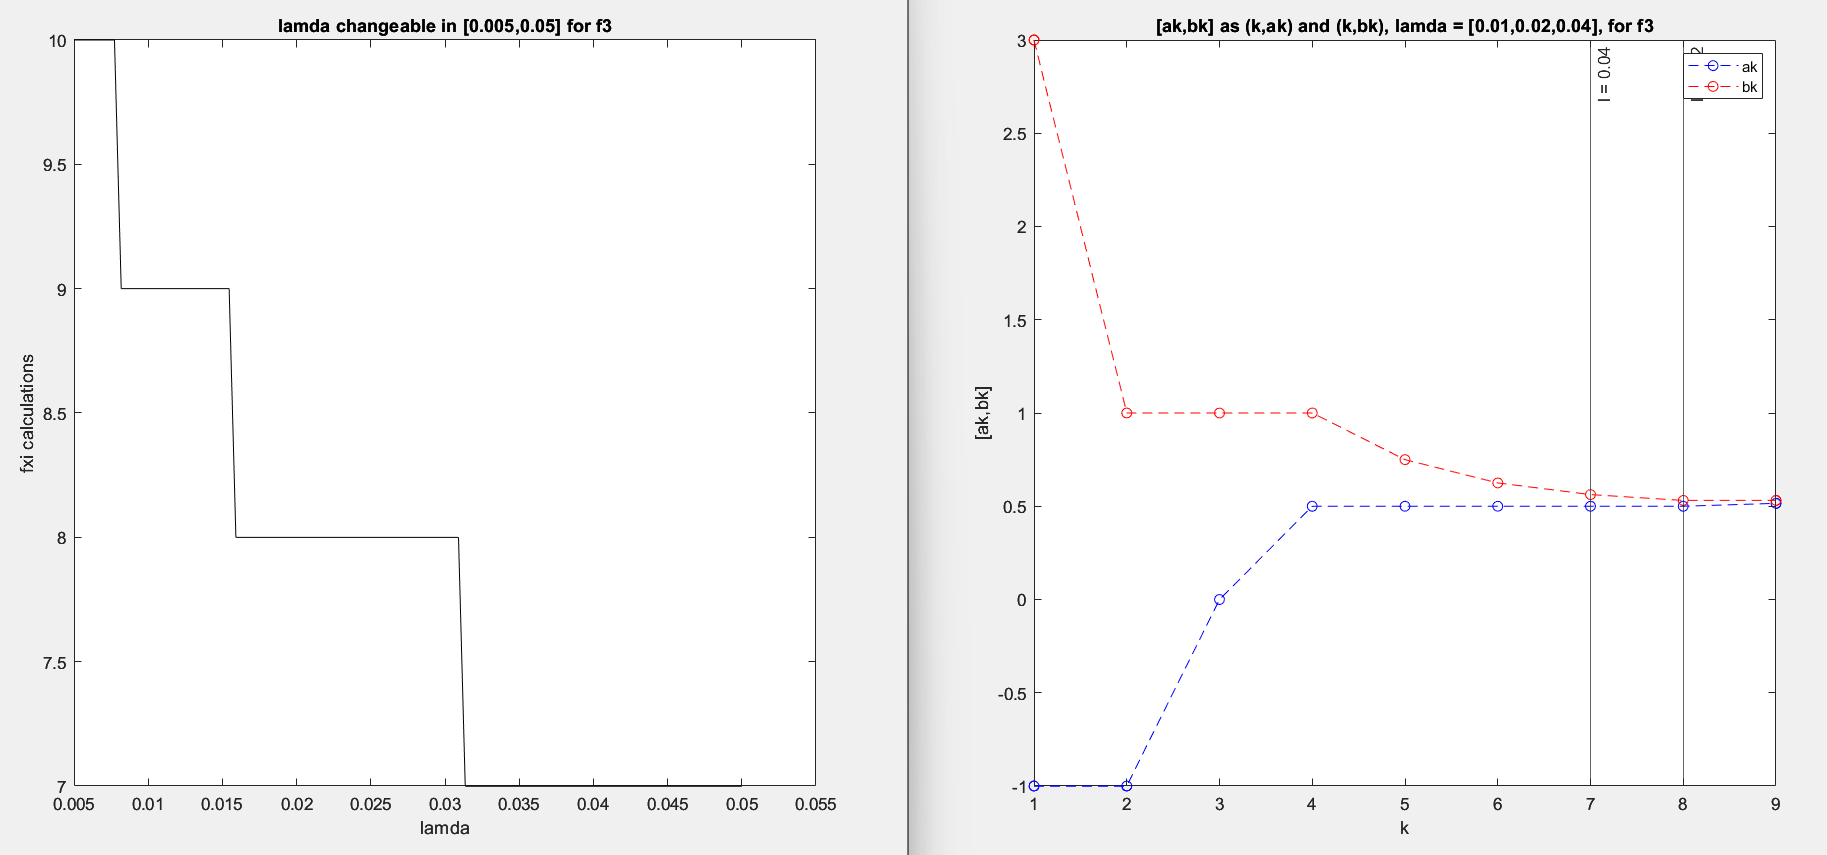 lamda changeable in [0.005,0.05] for f3
10
9.5
9
8.5
8
7.5
7
fxi calculations
0.005 0.01 0.015 0.02 0.025 0.03 0.035 0.04 0.045 0.05 0.055
lamda
[ak,bk] as (k,ak) and (k,bk), lamda = [0.01,0.02,0.04], for f3
3
2.5
2
1.5
1
0.5
0
-0.5
-1
[ak,bk]
l = 0.04
2
ak
bk
1 2 3 4 5 6 7 8 9
k